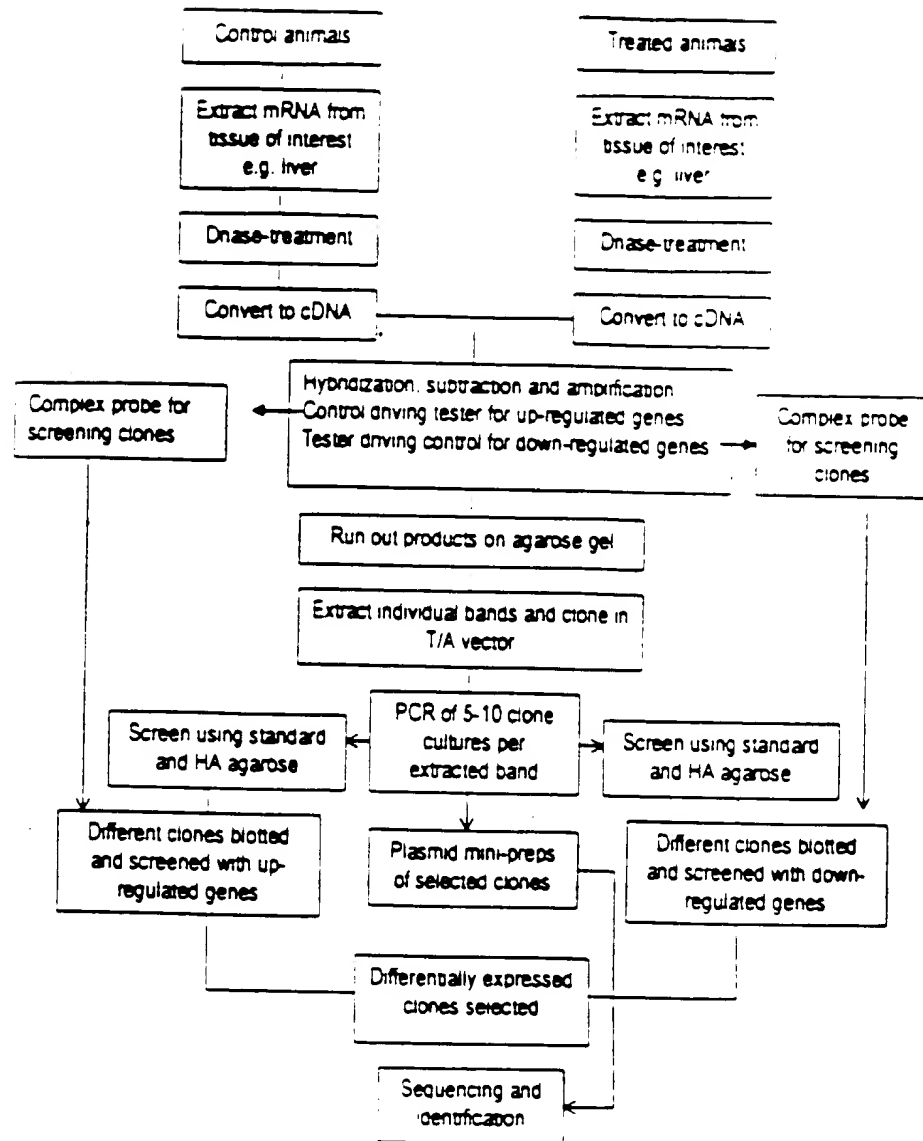 Control animals
Treated animals
Extract mRNA from
tissue of interest
e.g. liver
Extract mRNA from
tissue of interest
e.g. liver
Dnase-treatment
Dnase-treatment
Convert to cDNA
Convert to cDNA
Hybridization, subtraction and amplification
Control driving tester for up-regulated genes
Tester driving control for down-regulated genes
Complex probe for
screening clones
Complex probe
for screening
clones
Run out products on agarose gel
Extract individual bands and clone in
T/A vector
PCR of 5-10 clone
cultures per
extracted band
Screen using standard
and HA agarose
Screen using standard
and HA agarose
Different clones blotted
and screened with up-
regulated genes
Plasmid mini-preps
of selected clones
Different clones blotted
and screened with down-
regulated genes
Differentially expressed
clones selected
Sequencing and
identification